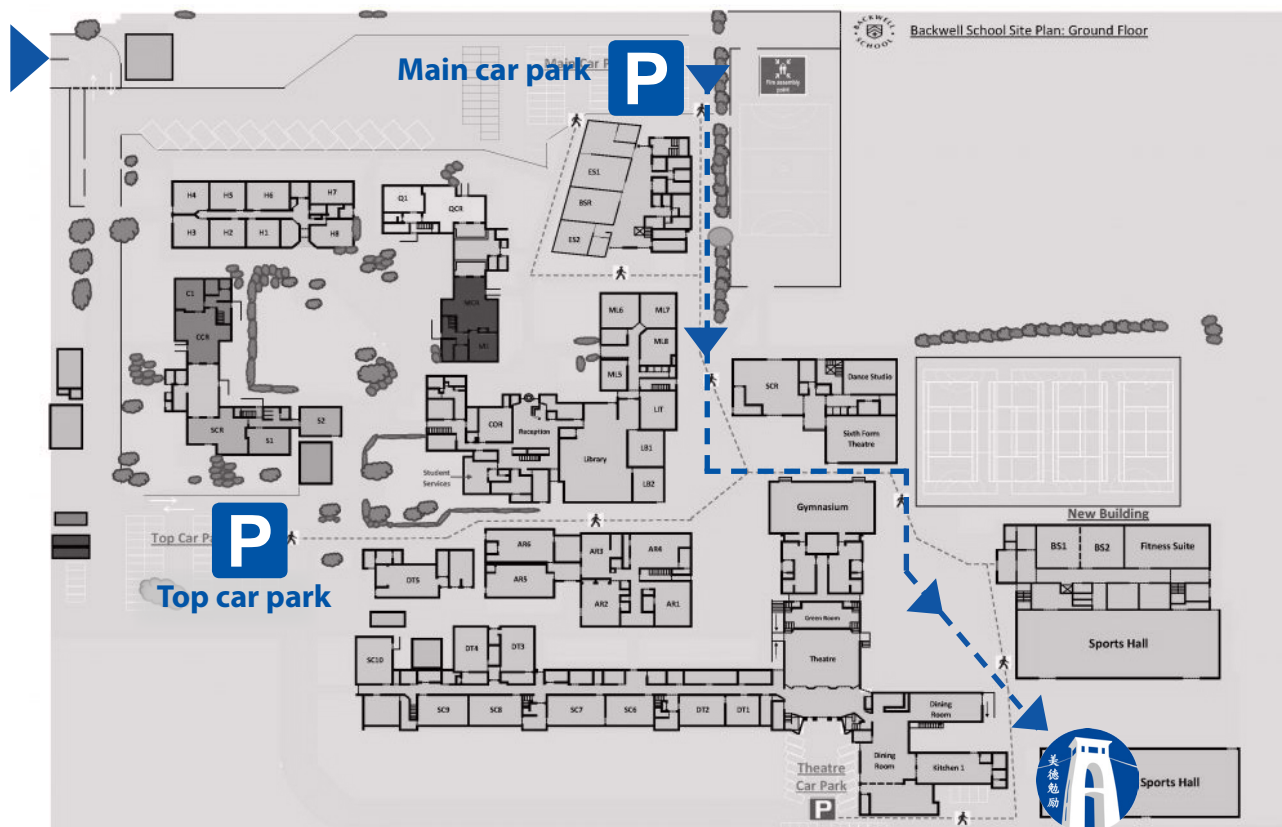 BACKWELL SCHOOL
Backwell School Site Plan: Ground Floor
Main car park
P
Fire assembly
point
ES1
BSR
ES2
H4
H5
H6
H7
H3
H2
H1
H8
Q1
QCR
C1
CCR
MCR
M1
ML6
ML7
ML8
ML5
SCR
Dance Studio
Sixth Form
Theatre
SCR
S1
S2
COR
Reception
LIT
LB1
LB2
Library
Student
Services
Gymnasium
New Building
BS1
BS2
Fitness Suite
Sports Hall
Top Car Pa
P
Top car park
AR6
AR3
AR4
DT5
AR5
AR2
AR1
Green Room
Theatre
SC10
DT4
DT3
SC9
SC8
SC7
SC6
DT2
DT1
Dining
Room
Dining
Room
Kitchen 1
Theatre
Car Park
P
美德勉励
Sports Hall